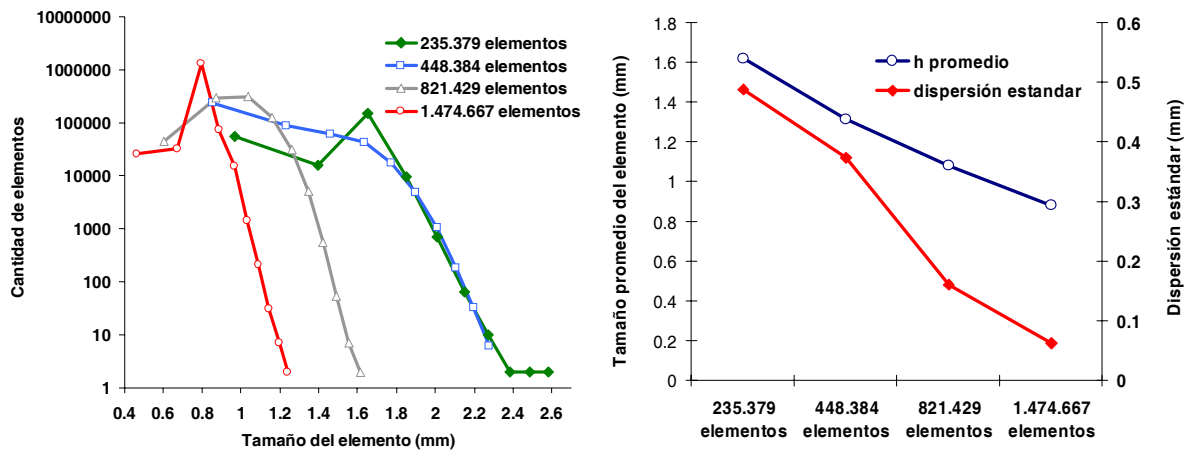 10000000
1000000
100000
10000
1000
100
10
1
Cantidad de elementos
0.4 0.6 0.8 1 1.2 1.4 1.6 1.8 2 2.2 2.4 2.6
Tamaño del elemento (mm)
235.379 elementos
448.384 elementos
821.429 elementos
1.474.667 elementos
1.8
1.6
1.4
1.2
1
0.8
0.6
0.4
0.2
0
Tamaño promedio del elemento (mm)
h promedio
dispersión estandar
0.6
0.5
0.4
0.3
0.2
0.1
0
Dispersión estándar (mm)
235.379 448.384 821.429 1.474.667
elementos elementos elementos elementos